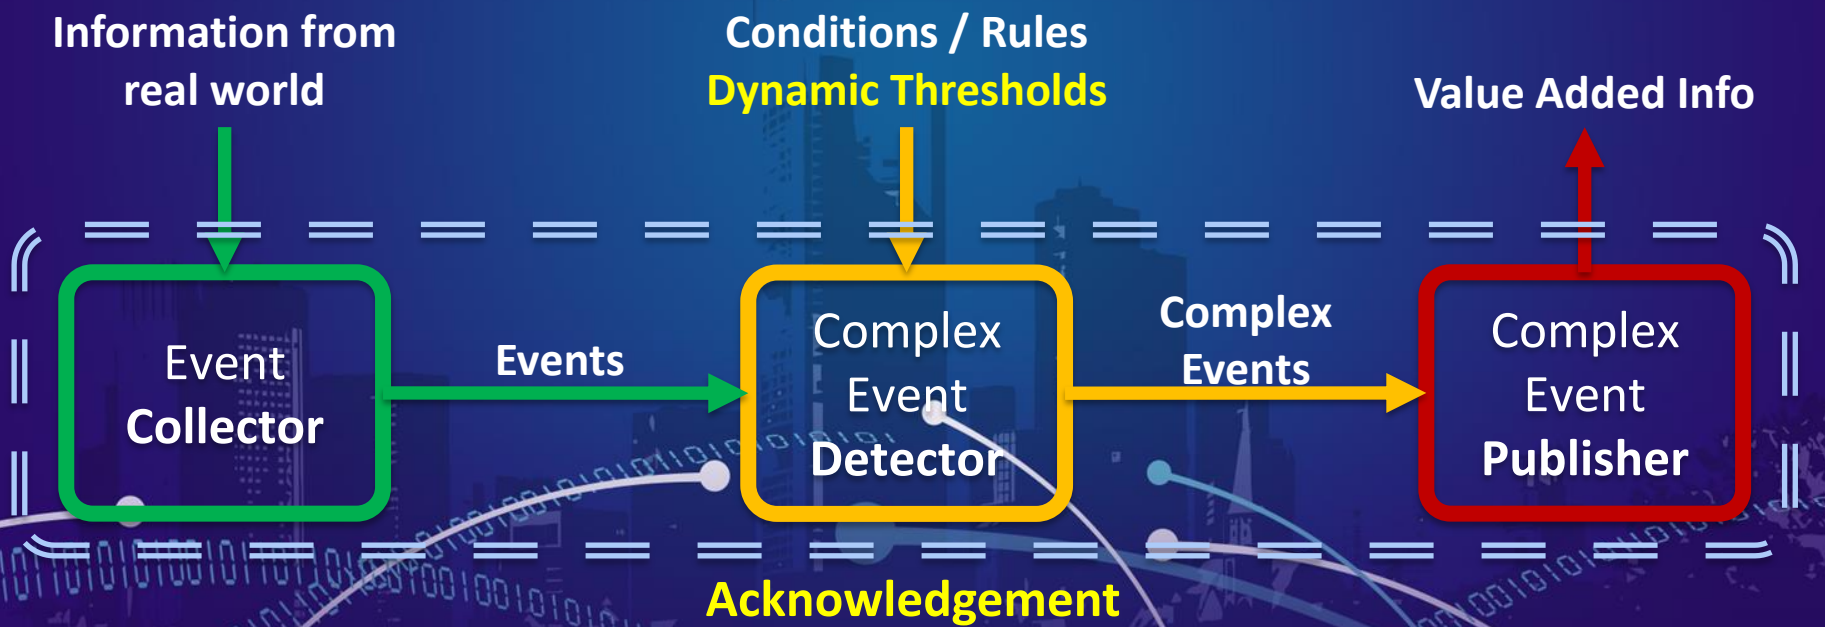 Information from
real world
Conditions / Rules
Dynamic Thresholds
Value Added Info
Event
Collector
Events
Complex
Event
Detector
Complex
Events
Complex
Event
Publisher
Acknowledgement